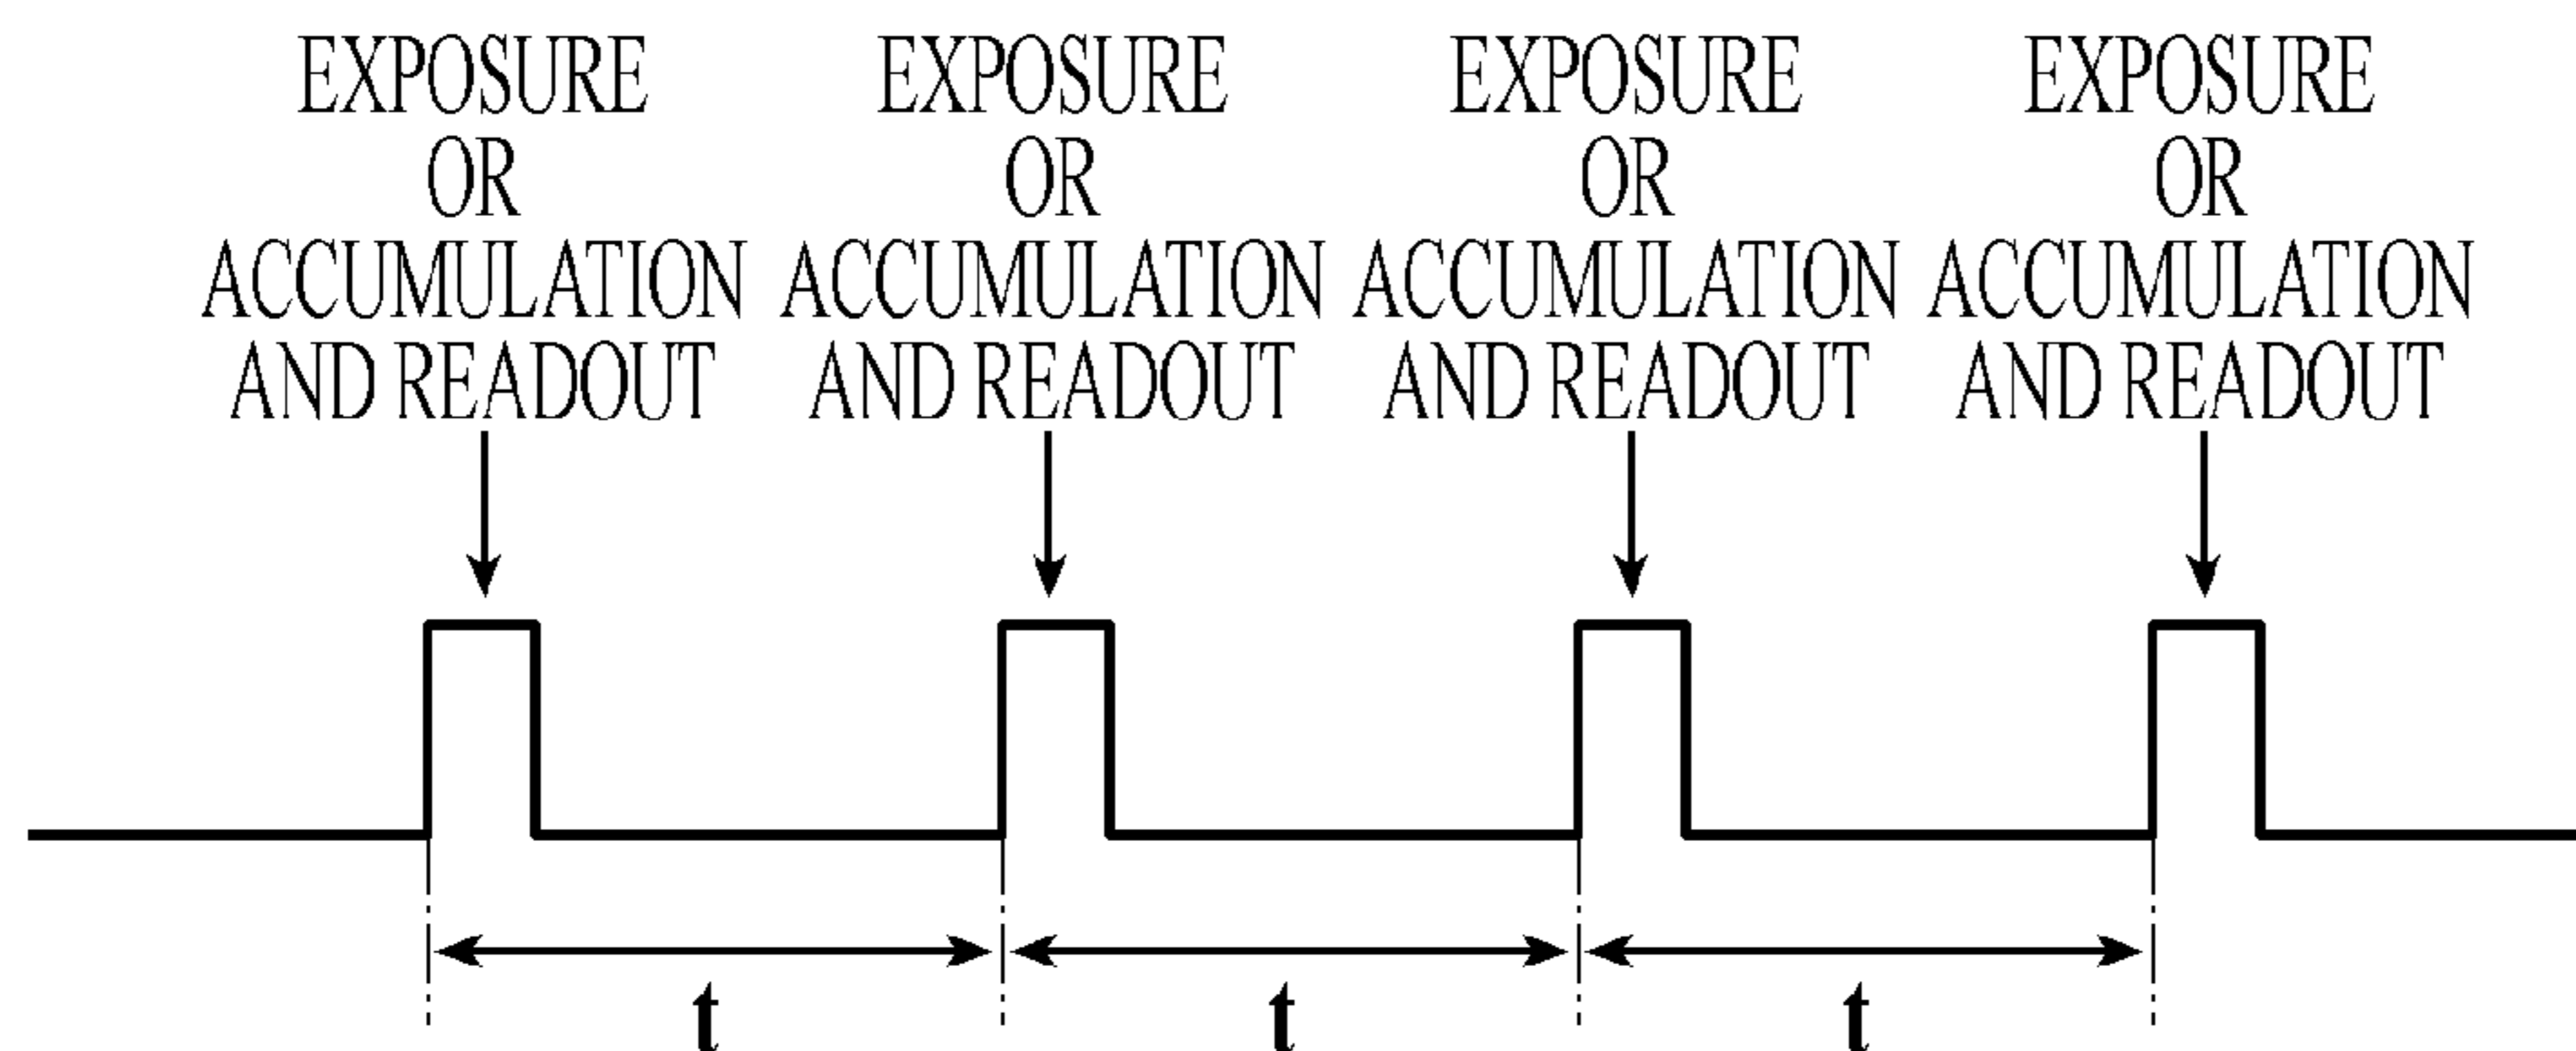 EXPOSURE
OR
ACCUMULATION
AND READOUT
EXPOSURE
OR
ACCUMULATION
AND READOUT
EXPOSURE
OR
ACCUMULATION
AND READOUT
EXPOSURE
OR
ACCUMULATION
AND READOUT
t
t
t